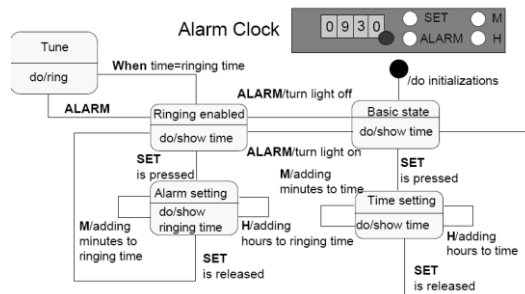 Alarm Clock
0 9 3 0
SET
M
ALARM
H
Tune
do/ring
When time=ringing time
ALARM
ALARM/turn light off
/do initializations
Ringing enabled
do/show time
Basic state
do/show time
ALARM/turn light on
SET
is pressed
M/adding
minutes to time
SET
is pressed
Alarm setting
do/show
ringing time
Time setting
do/show time
M/adding
minutes to
ringing time
H/adding
hours to ringing time
H/adding
hours to time
SET
is released
SET
is released